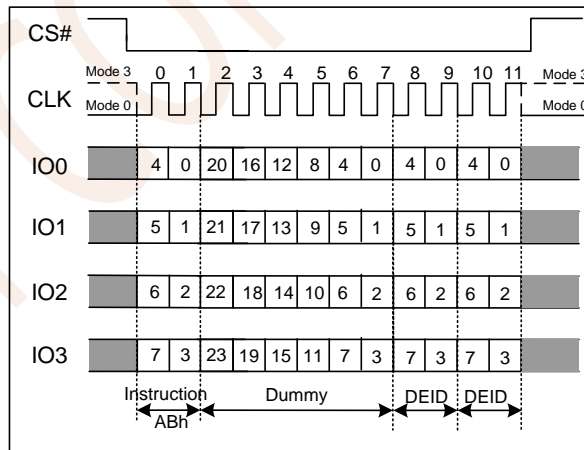 CS#
Mode 3 0 1 2 3 4 5 6 7 8 9 10 11 Mode 3
CLK
Mode 0 Mode 0
IO0 4 0 20 16 12 8 4 0 4 0 4 0
IO1 5 1 21 17 13 9 5 1 5 1 5 1
IO2 6 2 22 18 14 10 6 2 6 2 6 2
IO3 7 3 23 19 15 11 7 3 7 3 7 3
Instruction Dummy DEID DEID
ABh